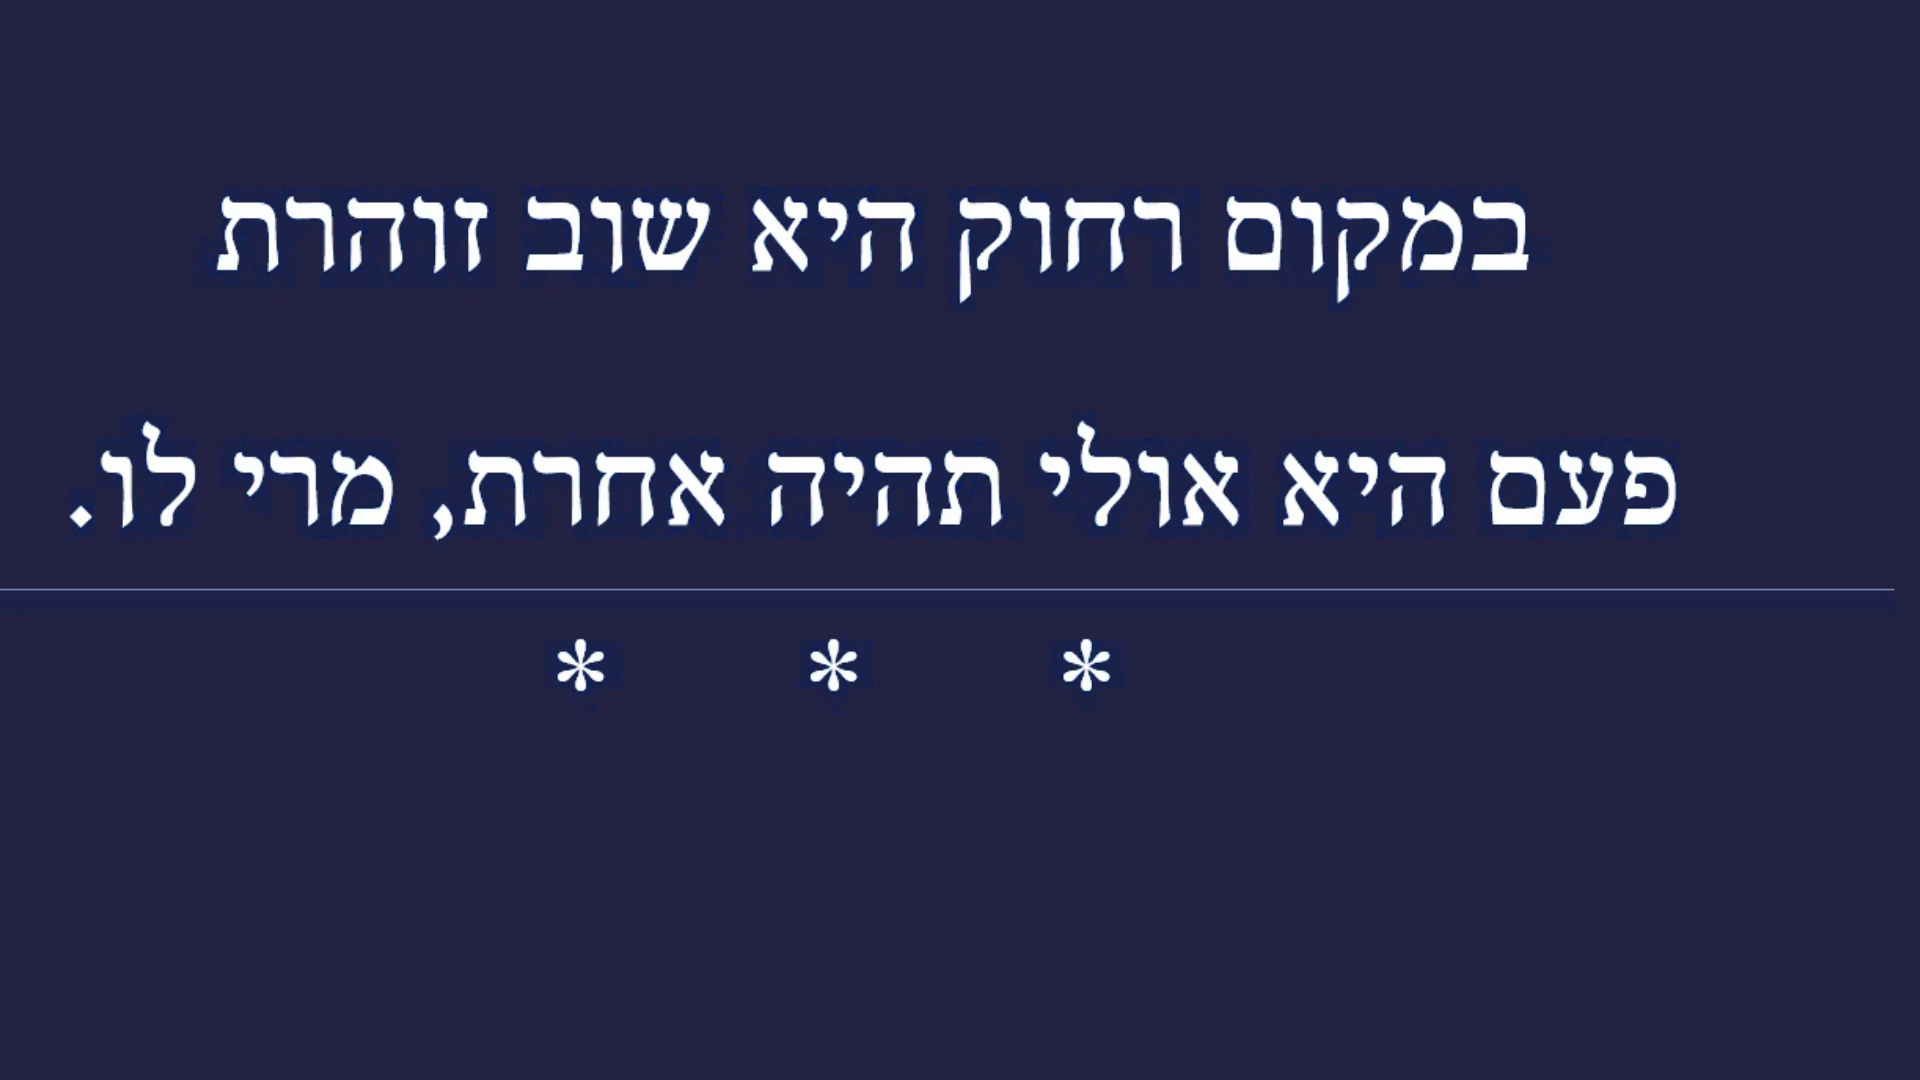 במקום רחוק היא שוב זוהרת
פעם היא אולי תהיה אחרת, מרי לו.
* * *